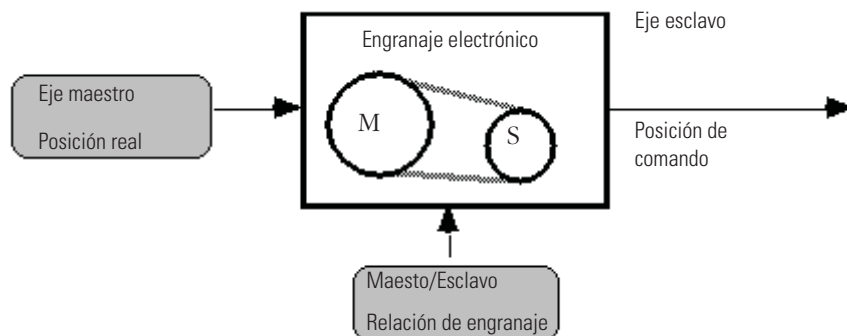 Eje esclavo
Engranaje electrónico
Eje maestro
Posición real
M
S
Posición de
comando
Maesto/Esclavo
Relación de engranaje